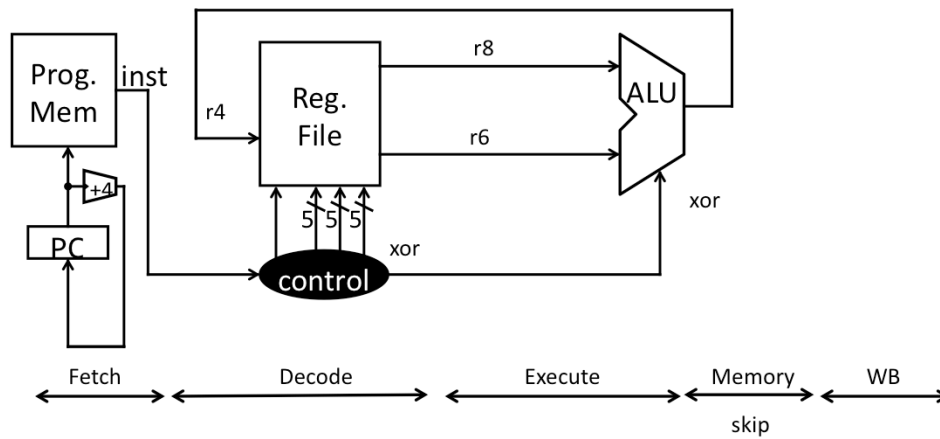 Prog.
Mem
inst
+4
PC
r4
Reg.
File
r8
r6
ALU
5 5 5
xor
control
xor
Fetch
Decode
Execute
Memory
WB
skip